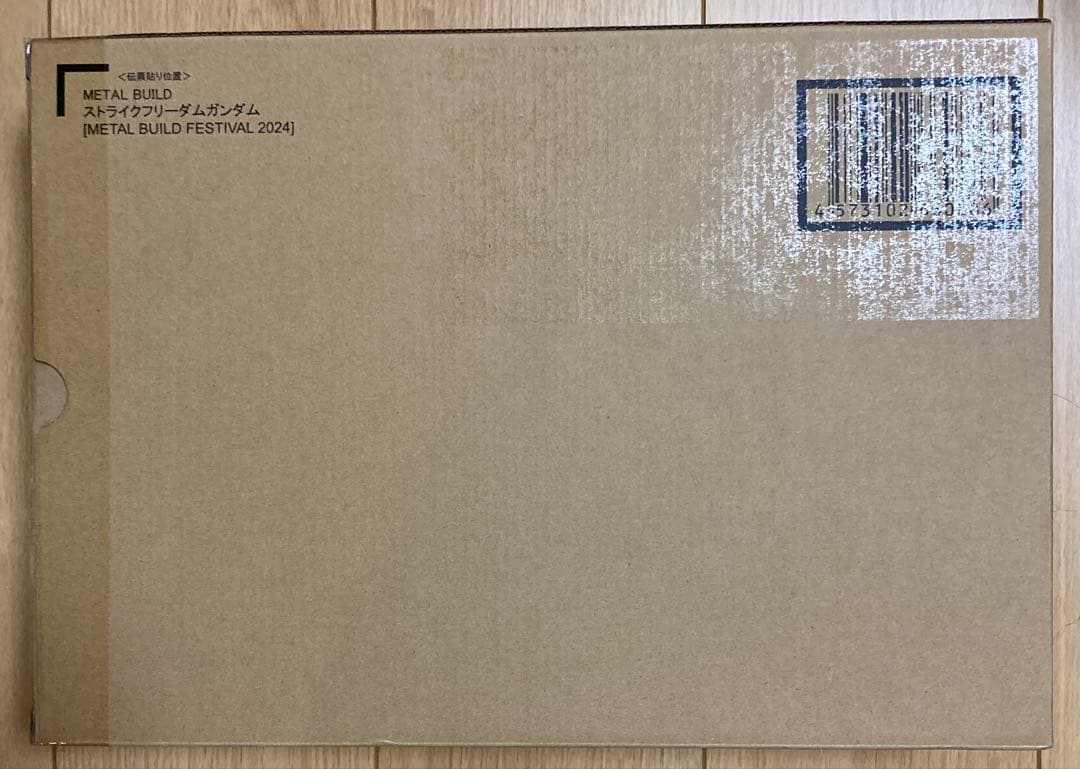 ＜伝票貼り位置＞
METAL BUILD
ストライクフリーダムガンダム
[METAL BUILD FESTIVAL 2024]